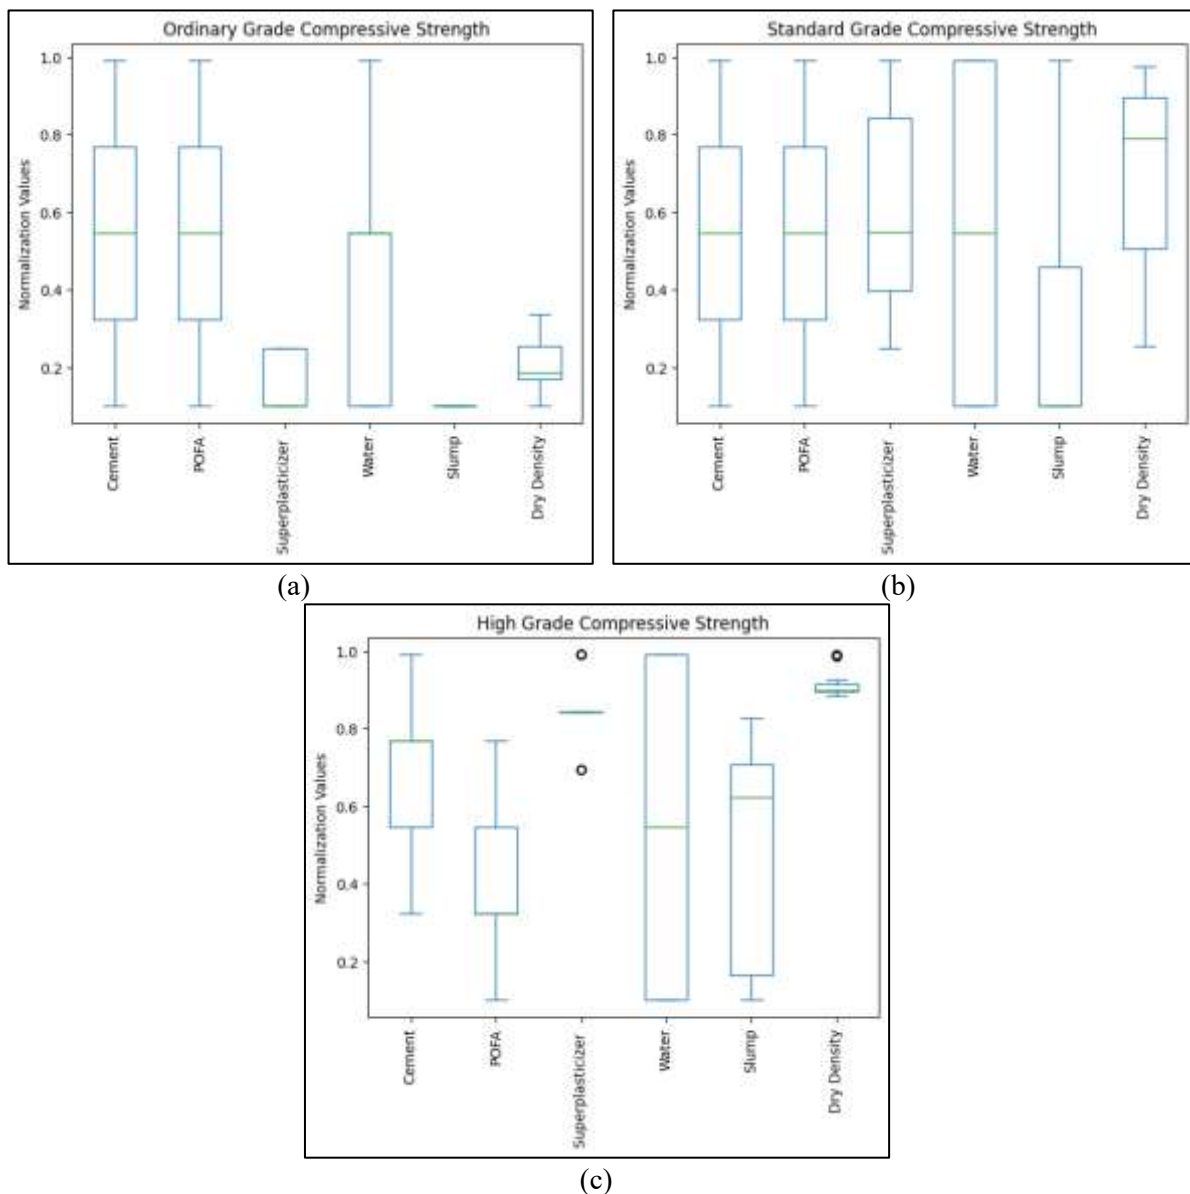 Ordinary Grade Compressive Strength
Normalization Values
1.0
0.8
0.6
0.4
0.2
Cement
POFA
Superplasticizer
Water
Slump
Dry Density
(a)
Standard Grade Compressive Strength
Normalization Values
1.0
0.8
0.6
0.4
0.2
Cement
POFA
Superplasticizer
Water
Slump
Dry Density
(b)
High Grade Compressive Strength
Normalization Values
1.0
0.8
0.6
0.4
0.2
Cement
POFA
Superplasticizer
Water
Slump
Dry Density
(c)